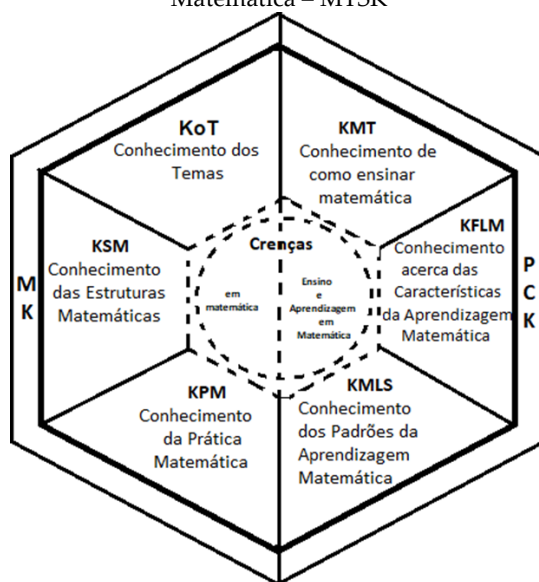 Matemática – MTSK
KoT
Conhecimento dos
Temas
KMT
Conhecimento de
como ensinar
matemática
KSM
Conhecimento
das Estruturas
Matemáticas
Crenças
em
matemática
Ensino
e
Aprendizagem
em
Matemática
KFLM
Conhecimento
acerca das
Características
da Aprendizagem
Matemática
M
K
P
C
K
KPM
Conhecimento
da Prática
Matemática
KMLS
Conhecimento
dos Padrões da
Aprendizagem
Matemática